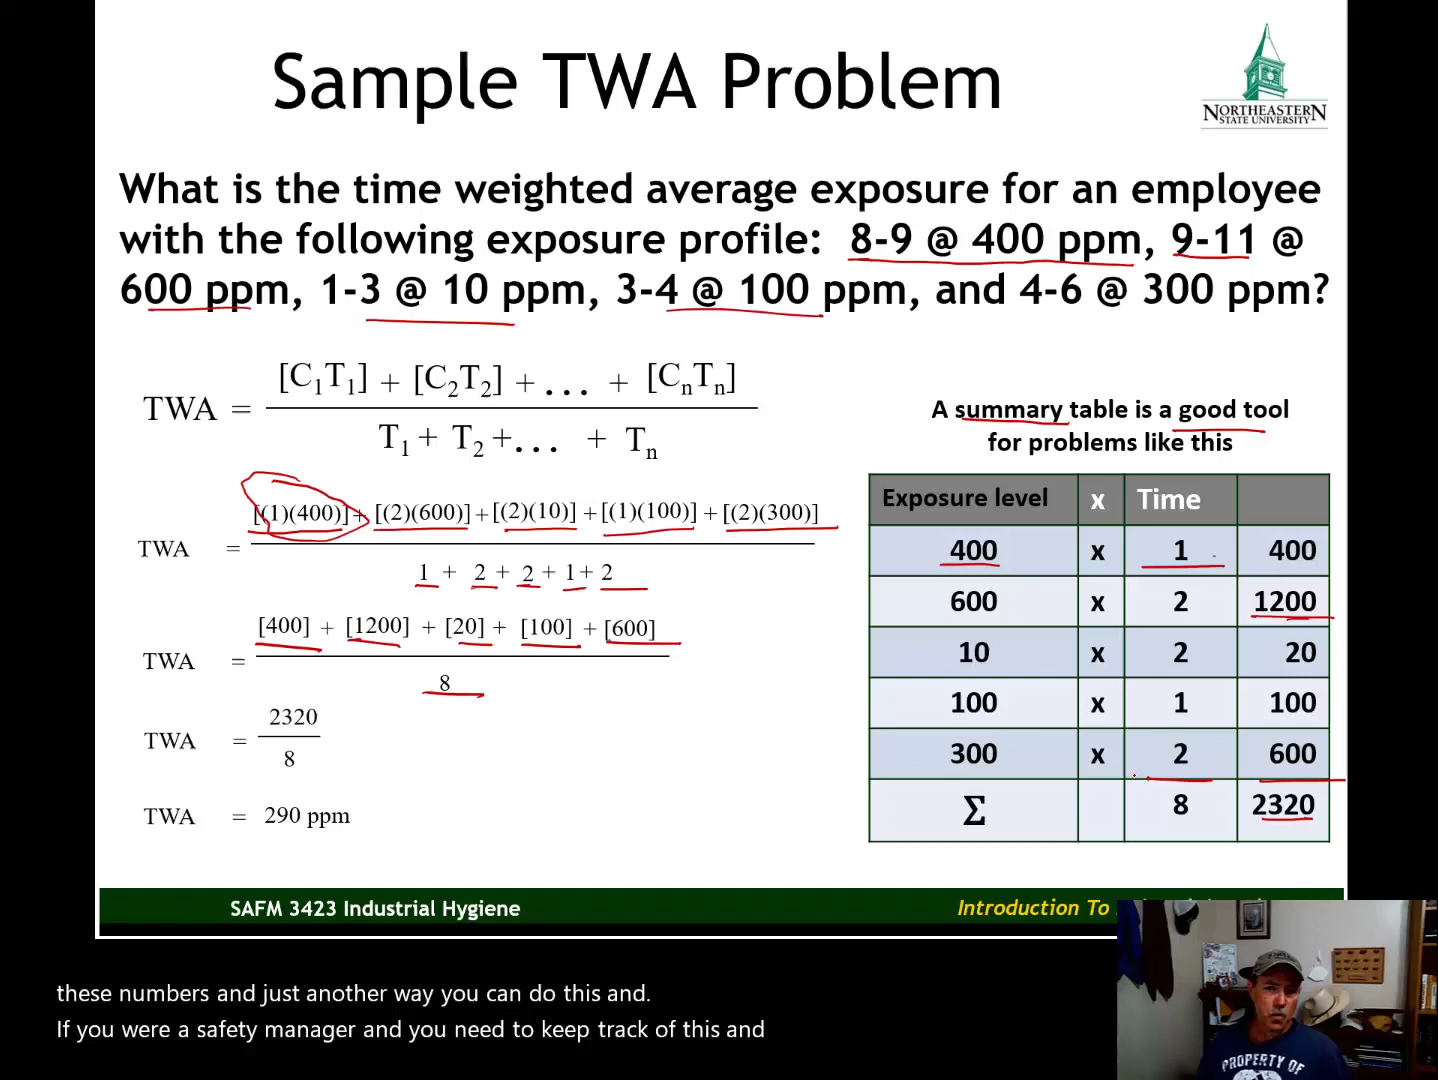 Sample TWA Problem
NORTHEASTERN
STATE UNIVERSITY
What is the time weighted average exposure for an employee
with the following exposure profile: 8-9 @ 400 ppm, 9-11 @
600 ppm, 1-3 @ 10 ppm, 3-4 @ 100 ppm, and 4-6 @ 300 ppm?
TWA = [C1T1] + [C2T2] + ... + [CnTn]
T1 + T2 +... + Tn
TWA = [(1)(400)] + [(2)(600)] + [(2)(10)] + [(1)(100)] + [(2)(300)]
1 + 2 + 2 + 1 + 2
TWA = [400] + [1200] + [20] + [100] + [600]
8
TWA = 2320
8
TWA = 290 ppm
A summary table is a good tool
for problems like this
Exposure level x Time
400 x 1 400
600 x 2 1200
10 x 2 20
100 x 1 100
300 x 2 600
Σ 8 2320
SAFM 3423 Industrial Hygiene
Introduction To
PROPERTY OF
these numbers and just another way you can do this and.
If you were a safety manager and you need to keep track of this and